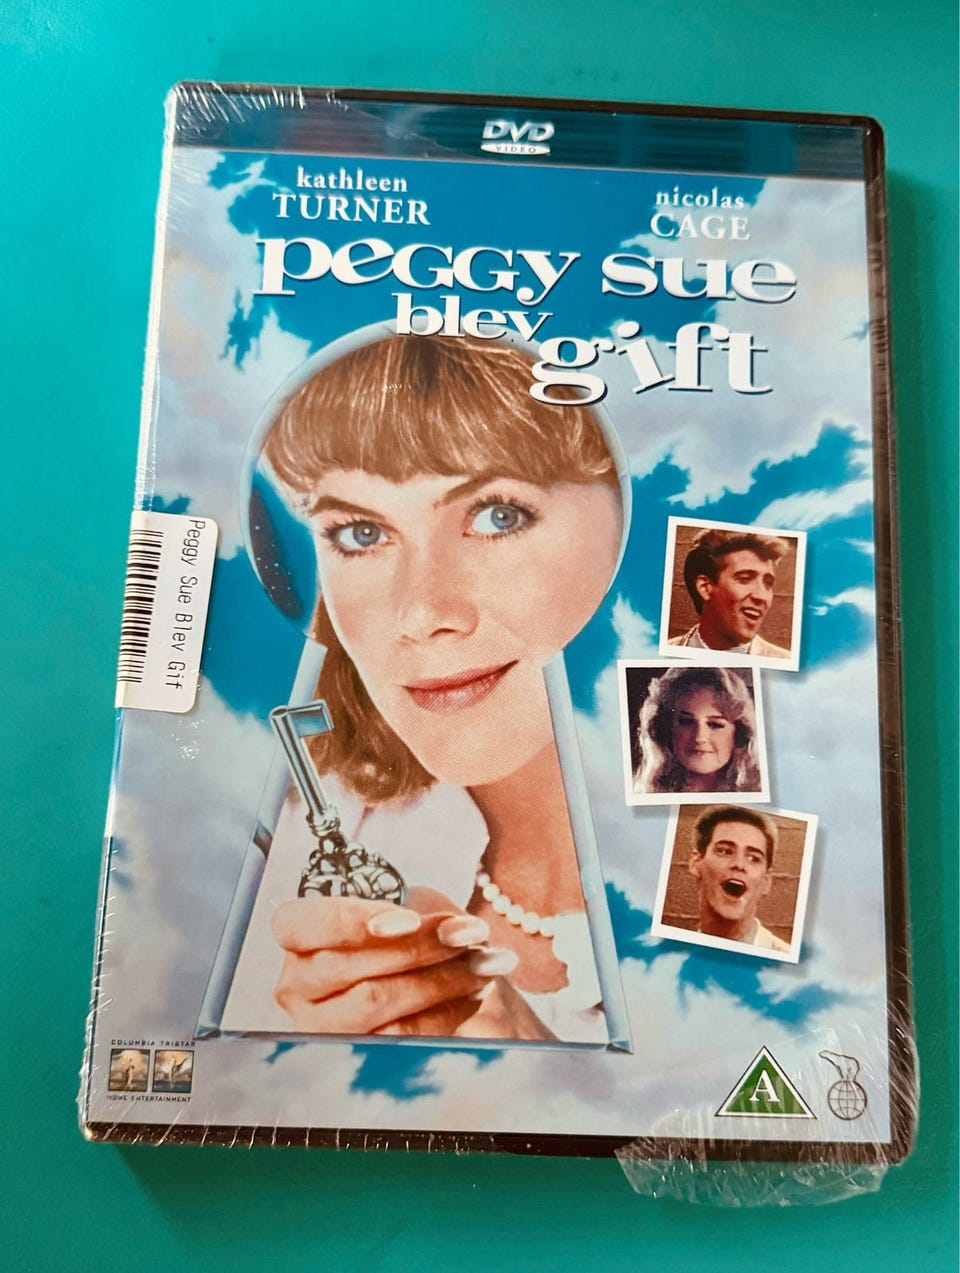 DVD
VIDEO
kathleen
TURNER
nicolas
CAGE
peGGy sue
blev
gift
Peggy Sue Blev Gif
COLUMBIA TRISTAR
HOME ENTERTAINMENT
A